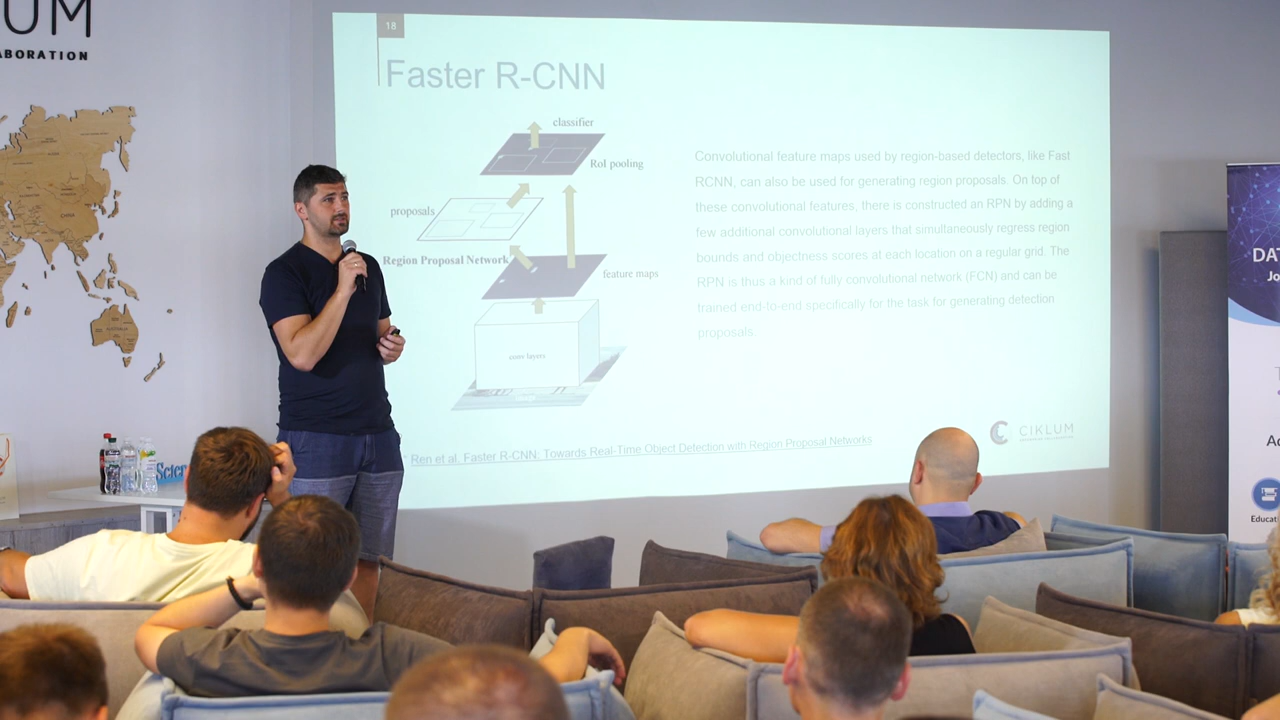 UM
ABORATION
18
Faster R-CNN
classifier
RoI pooling
proposals
Region Proposal Network
feature maps
conv layers
Convolutional feature maps used by region-based detectors, like Fast
RCNN, can also be used for generating region proposals. On top of
these convolutional features, there is constructed an RPN by adding a
few additional convolutional layers that simultaneously regress region
bounds and objectness scores at each location on a regular grid. The
RPN is thus a kind of fully convolutional network (FCN) and can be
trained end-to-end specifically for the task for generating detection
proposals.
Ren et al. Faster R-CNN: Towards Real-Time Object Detection with Region Proposal Networks
CIKLUM
CHINA
AUSTRALIA
DAT
Jo
Ac
Educat